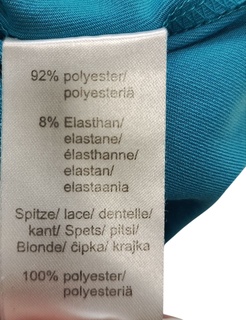 92% polyester/
polyesteriä
8% Elasthan/
elastane/
élasthanne/
elastan/
elastaania
Spitze/ lace/ dentelle/
kant/ Spets/ pitsi/
Blonde/ čipka/ krajka
100% polyester/
polyesteriä